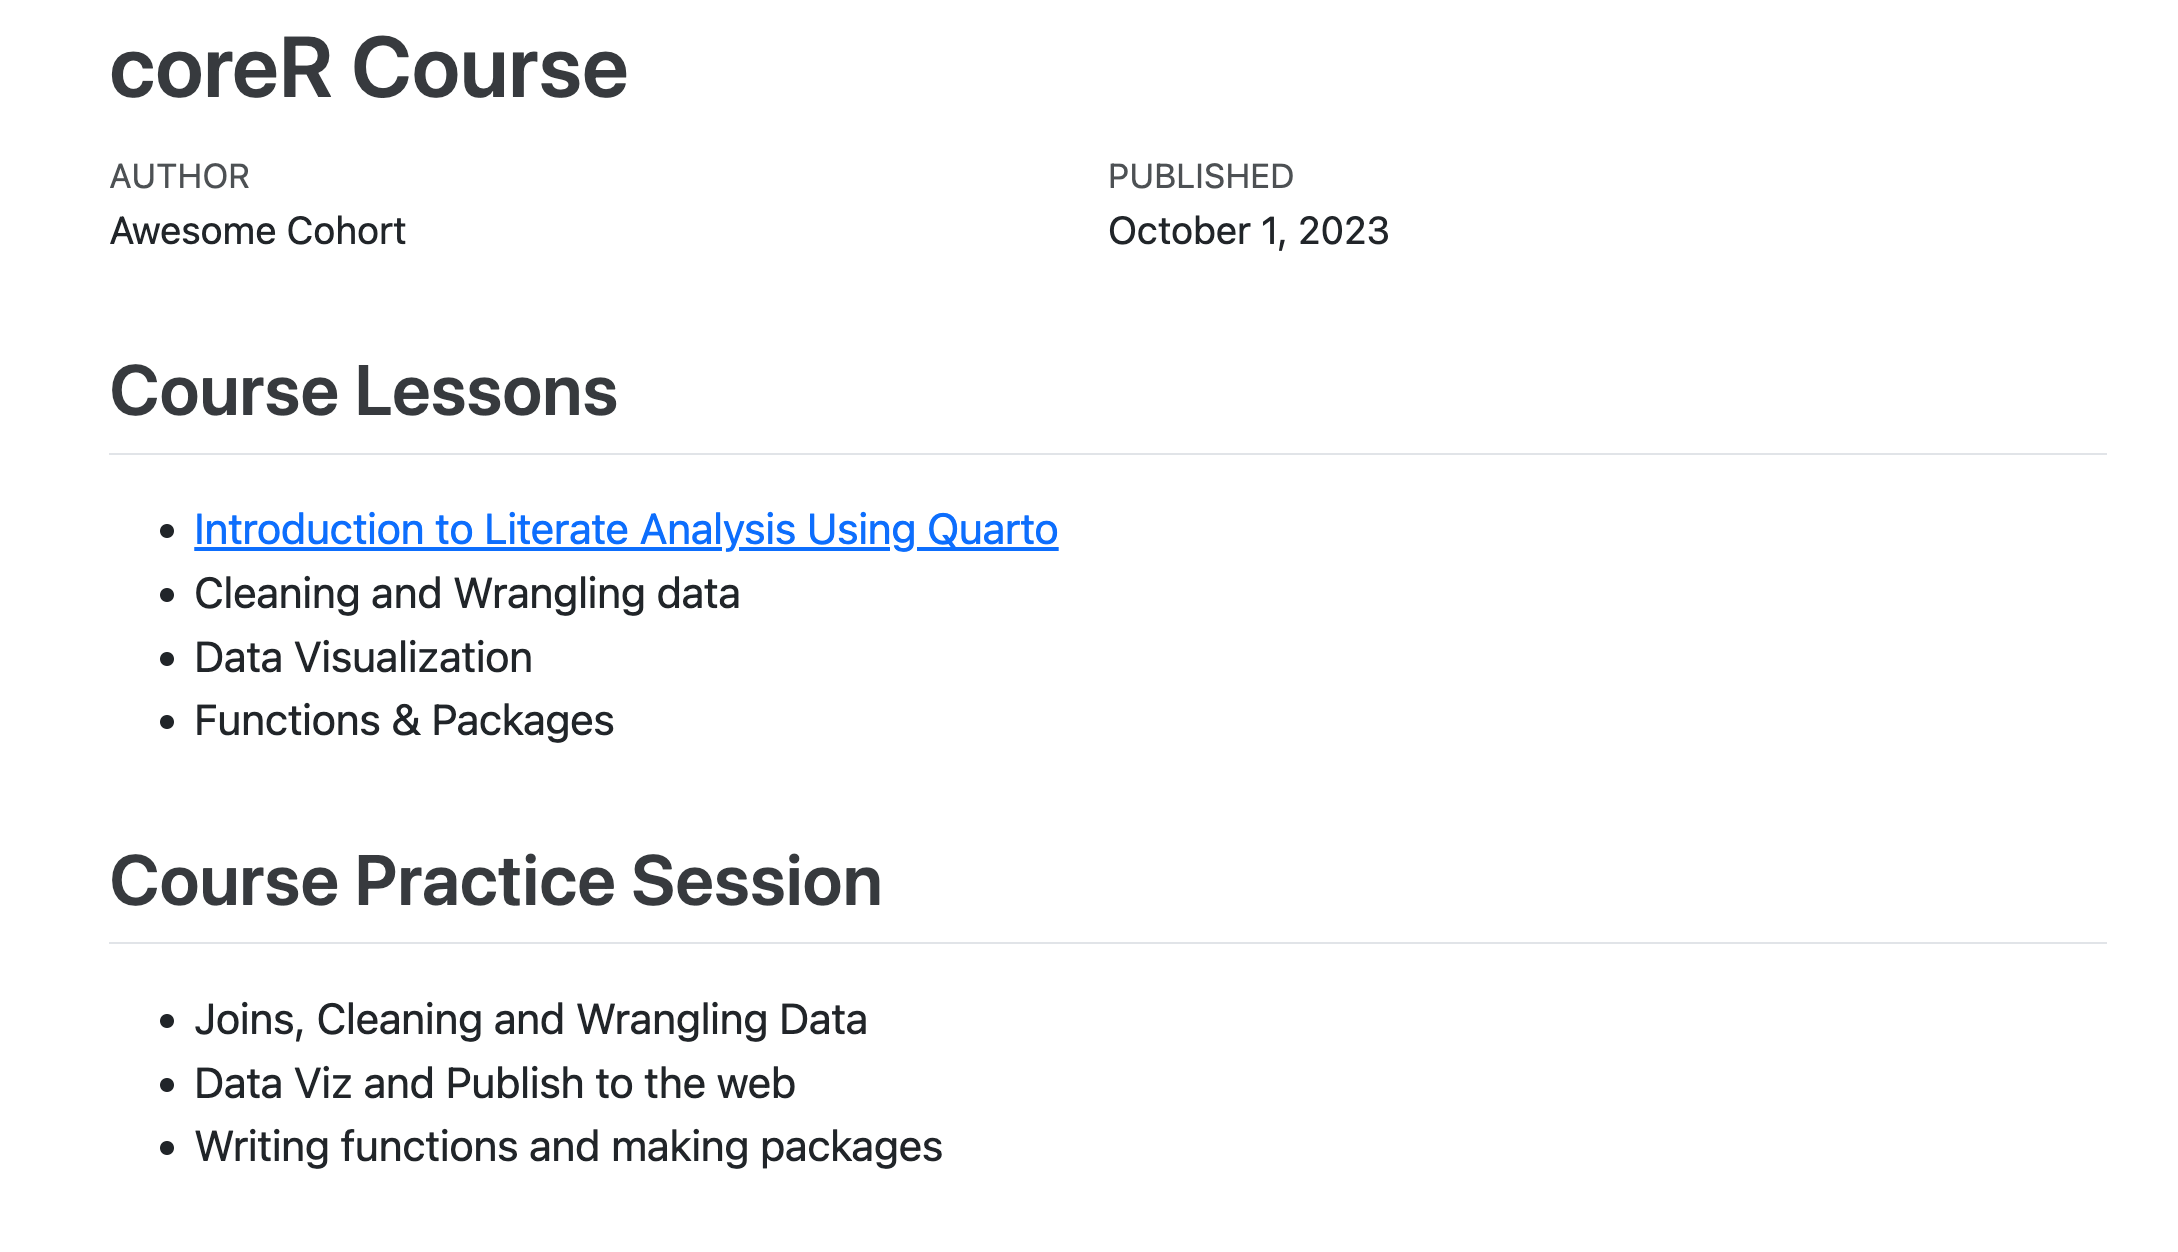 coreR Course
AUTHOR
Awesome Cohort
PUBLISHED
October 1, 2023
Course Lessons
Introduction to Literate Analysis Using Quarto
Cleaning and Wrangling data
Data Visualization
Functions & Packages
Course Practice Session
Joins, Cleaning and Wrangling Data
Data Viz and Publish to the web
Writing functions and making packages